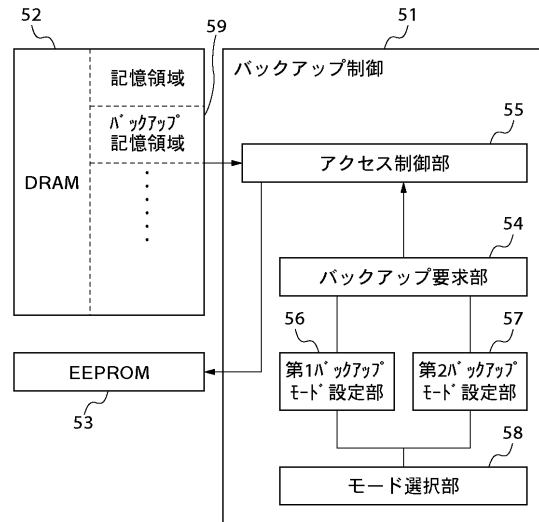 52
59
51
記憶領域
バックアップ
記憶領域
DRAM
バックアップ制御
55
アクセス制御部
54
バックアップ要求部
56
第1バックアップ
モード設定部
57
第2バックアップ
モード設定部
EEPROM
53
58
モード選択部